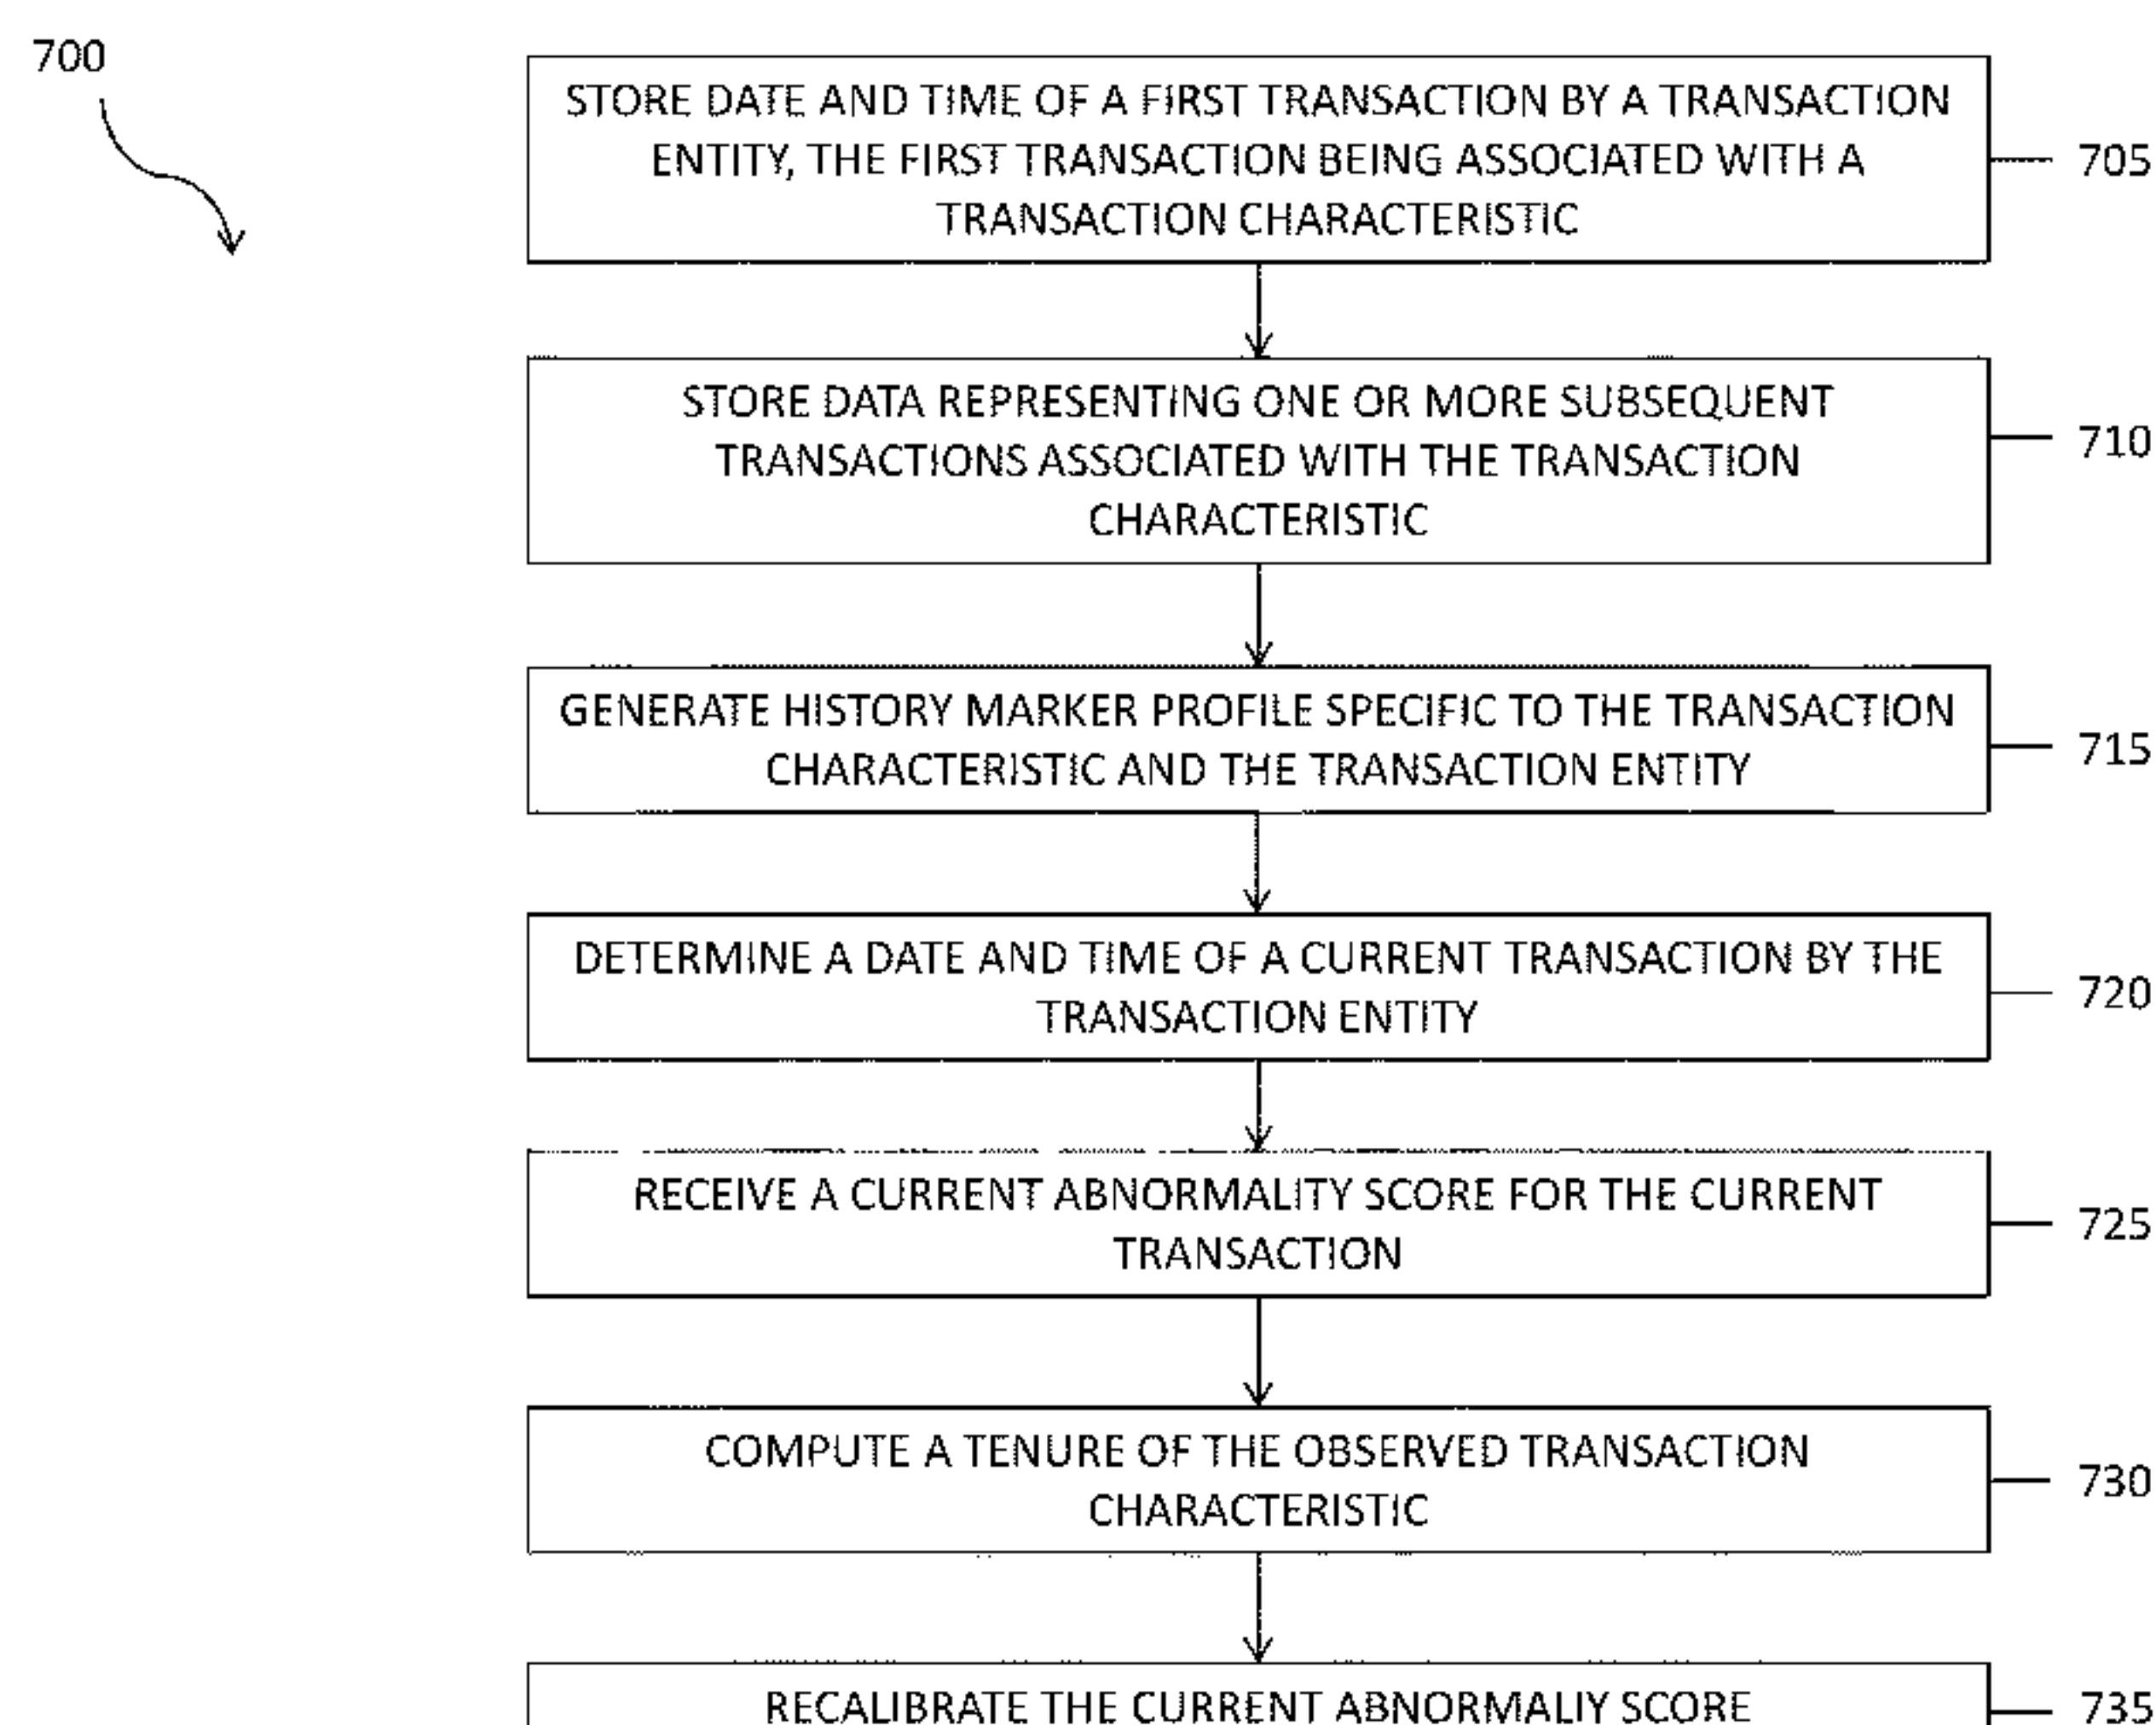 700
STORE DATE AND TIME OF A FIRST TRANSACTION BY A TRANSACTION
ENTITY, THE FIRST TRANSACTION BEING ASSOCIATED WITH A
TRANSACTION CHARACTERISTIC
705
STORE DATA REPRESENTING ONE OR MORE SUBSEQUENT
TRANSACTIONS ASSOCIATED WITH THE TRANSACTION
CHARACTERISTIC
710
GENERATE HISTORY MARKER PROFILE SPECIFIC TO THE TRANSACTION
CHARACTERISTIC AND THE TRANSACTION ENTITY
715
DETERMINE A DATE AND TIME OF A CURRENT TRANSACTION BY THE
TRANSACTION ENTITY
720
RECEIVE A CURRENT ABNORMALITY SCORE FOR THE CURRENT
TRANSACTION
725
COMPUTE A TENURE OF THE OBSERVED TRANSACTION
CHARACTERISTIC
730
RECALIBRATE THE CURRENT ABNORMALIY SCORE
735